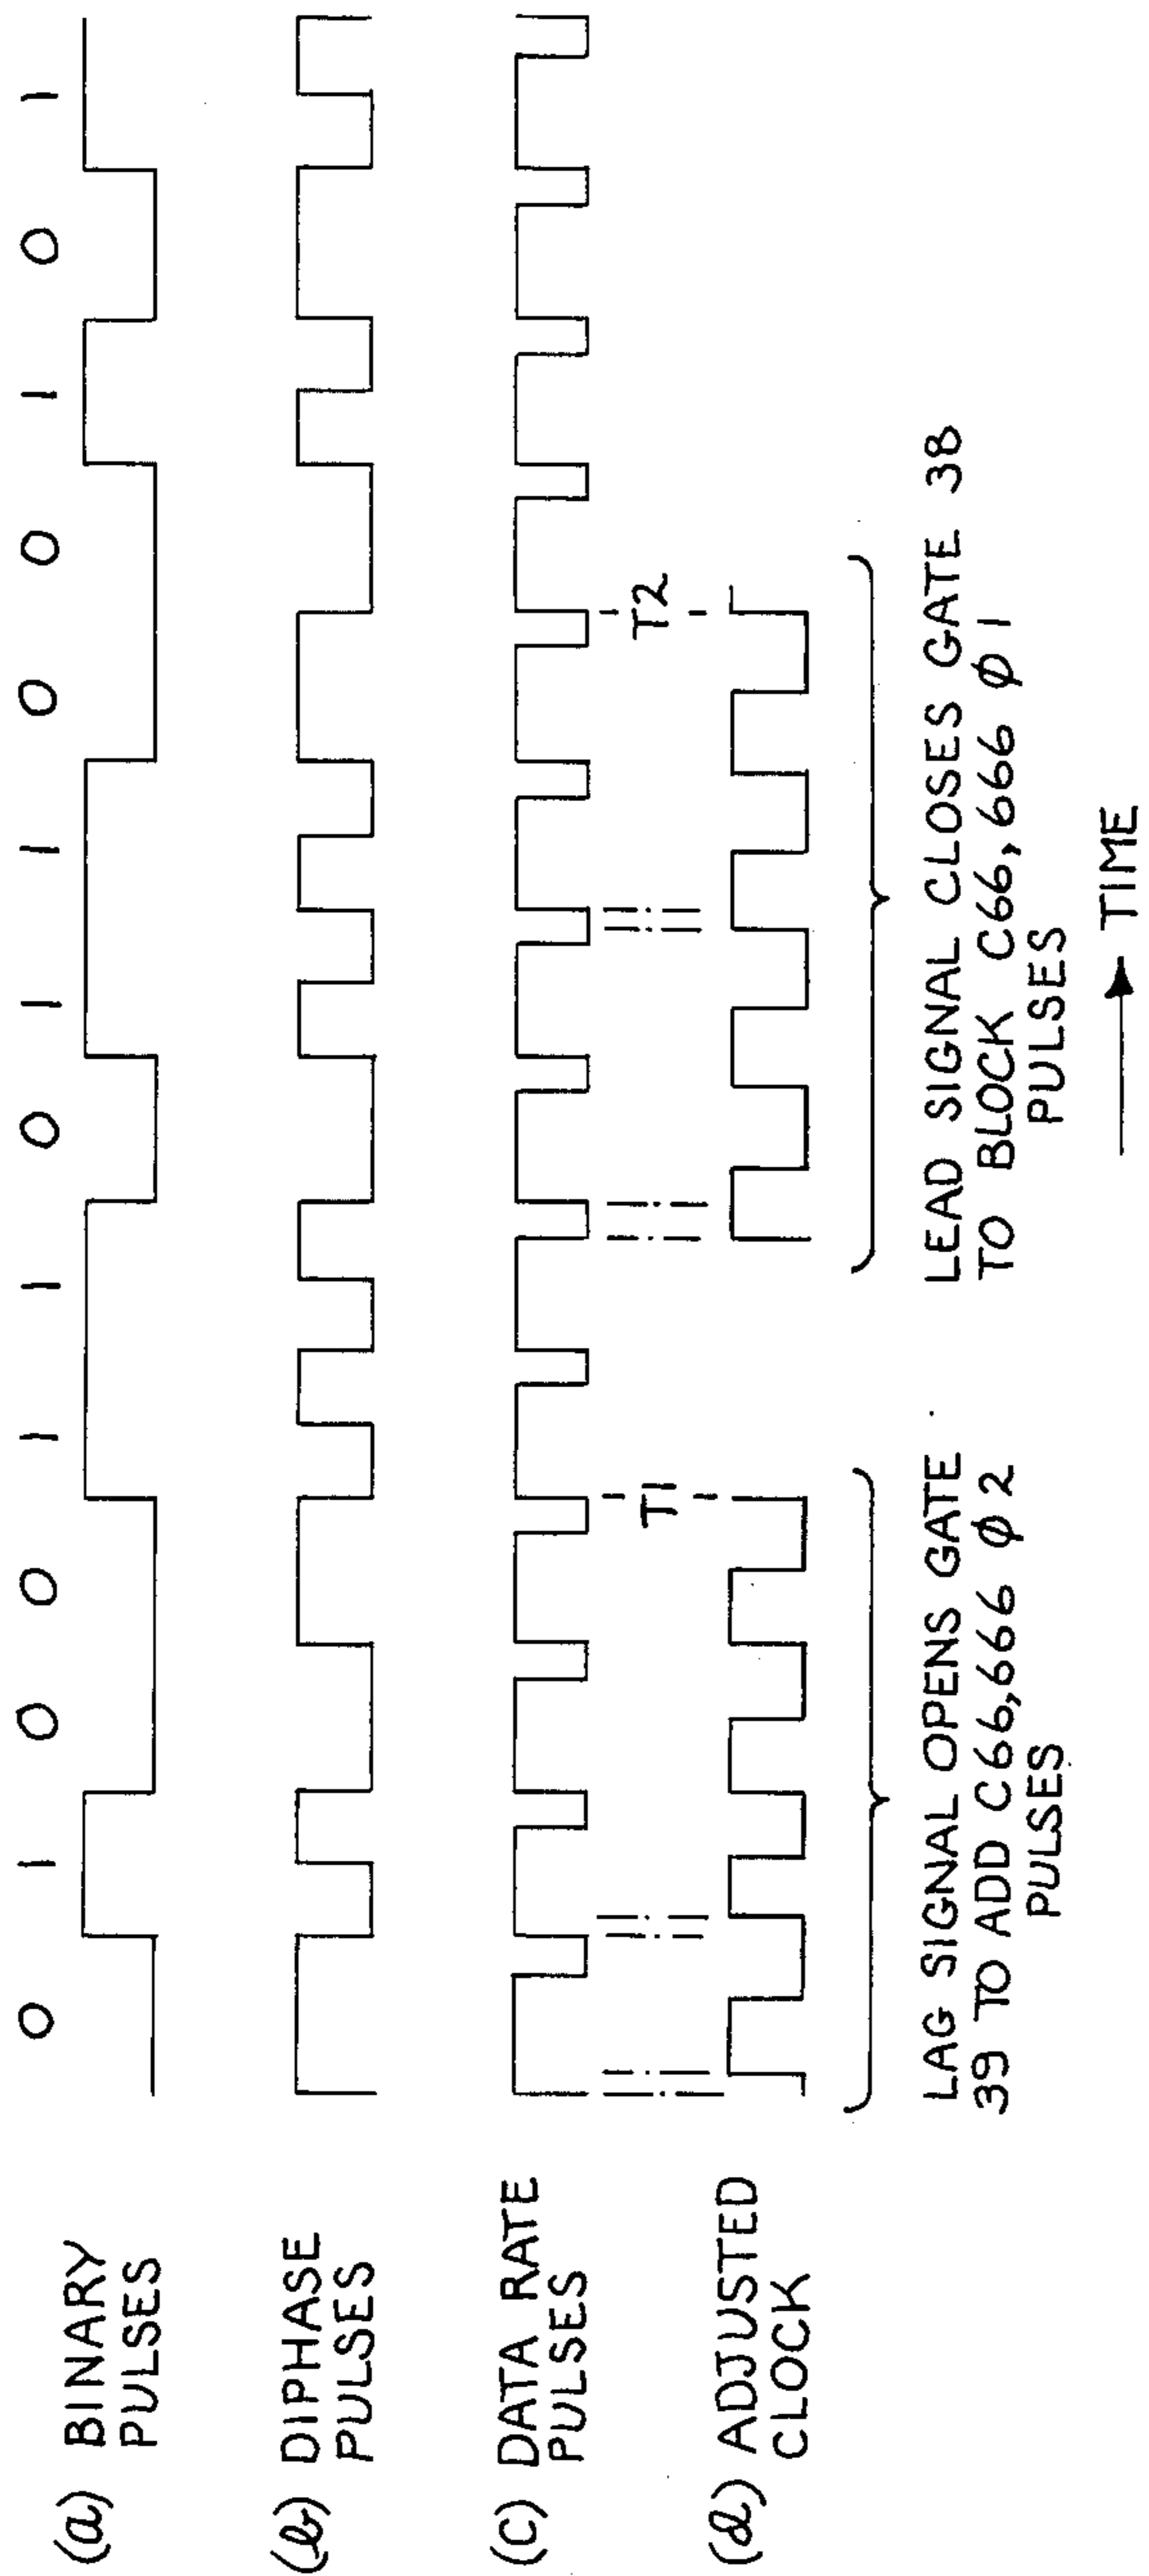 0 1 0 0 1 1 0 1 1 0 0 1 0 1
(a) BINARY
PULSES
(b) DIPHASE
PULSES
(c) DATA RATE
PULSES
T1
T2
(d) ADJUSTED
CLOCK
LAG SIGNAL OPENS GATE
39 TO ADD C66,666 ϕ2
PULSES
LEAD SIGNAL CLOSES GATE 38
TO BLOCK C66,666 ϕ1
PULSES
TIME